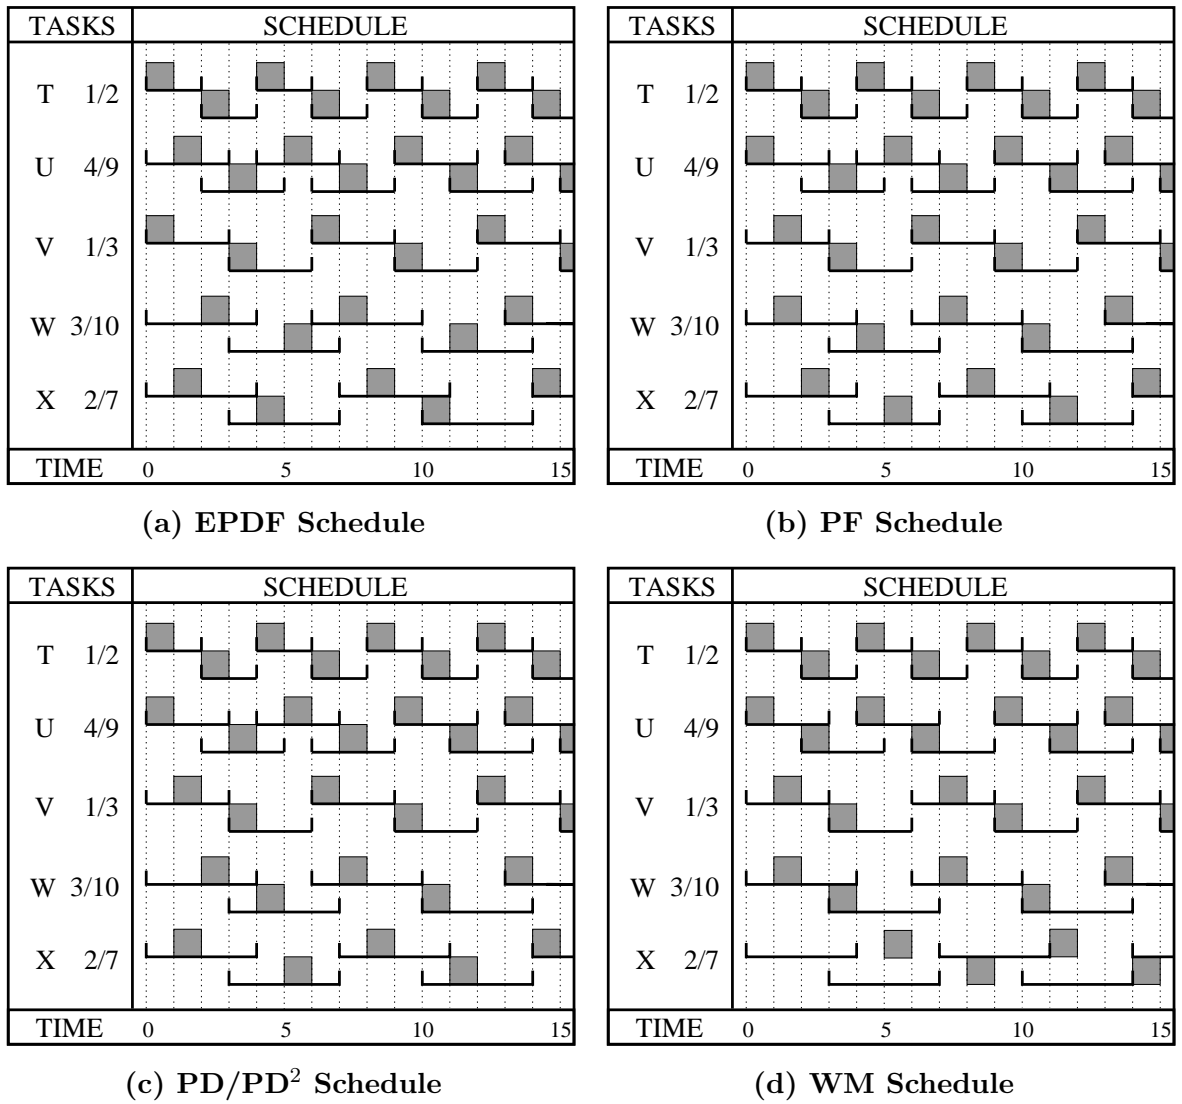 TASKS SCHEDULE
T 1/2
U 4/9
V 1/3
W 3/10
X 2/7
TIME 0 5 10 15
(a) EPDF Schedule
TASKS SCHEDULE
T 1/2
U 4/9
V 1/3
W 3/10
X 2/7
TIME 0 5 10 15
(b) PF Schedule
TASKS SCHEDULE
T 1/2
U 4/9
V 1/3
W 3/10
X 2/7
TIME 0 5 10 15
(c) PD/PD² Schedule
TASKS SCHEDULE
T 1/2
U 4/9
V 1/3
W 3/10
X 2/7
TIME 0 5 10 15
(d) WM Schedule